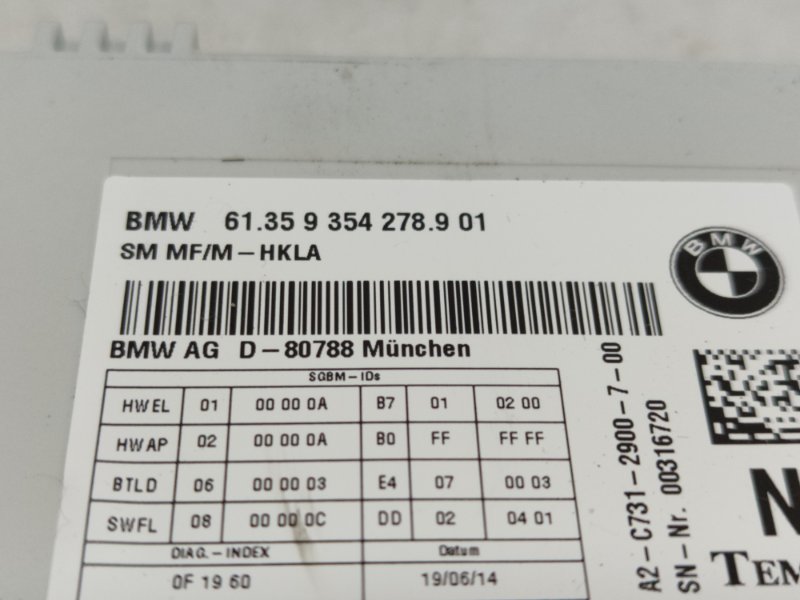 BMW 61.35 9 354 278.9 01
SM MF/M-HKLA
BMW
BMW AG D-80788 München
SGBM-IDs
HWEL 01 00 00 0A B7 01 02 00
HWAP 02 00 00 0A B0 FF FF FF
BTLD 06 00 00 03 E4 07 00 03
SWFL 08 00 00 0C DD 02 04 01
DIAG.-INDEX Datum
0F 19 60 19/06/14
A2-C731-2900-7-00
SN-Nr. 00316720
N